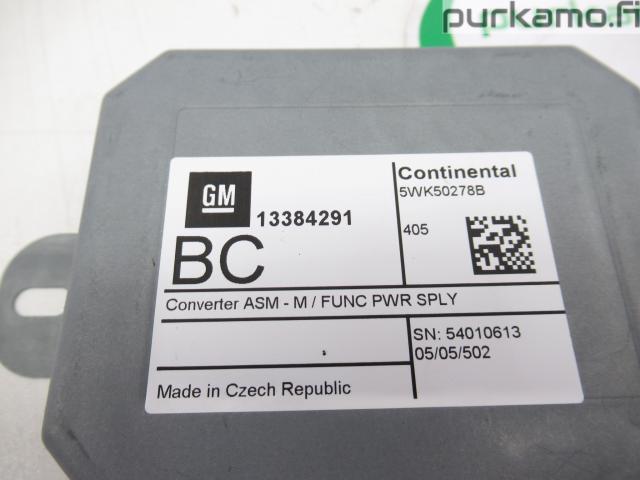 purkamo.fi
GM
13384291
BC
Continental
5WK50278B
405
Converter ASM - M / FUNC PWR SPLY
SN: 54010613
05/05/502
Made in Czech Republic